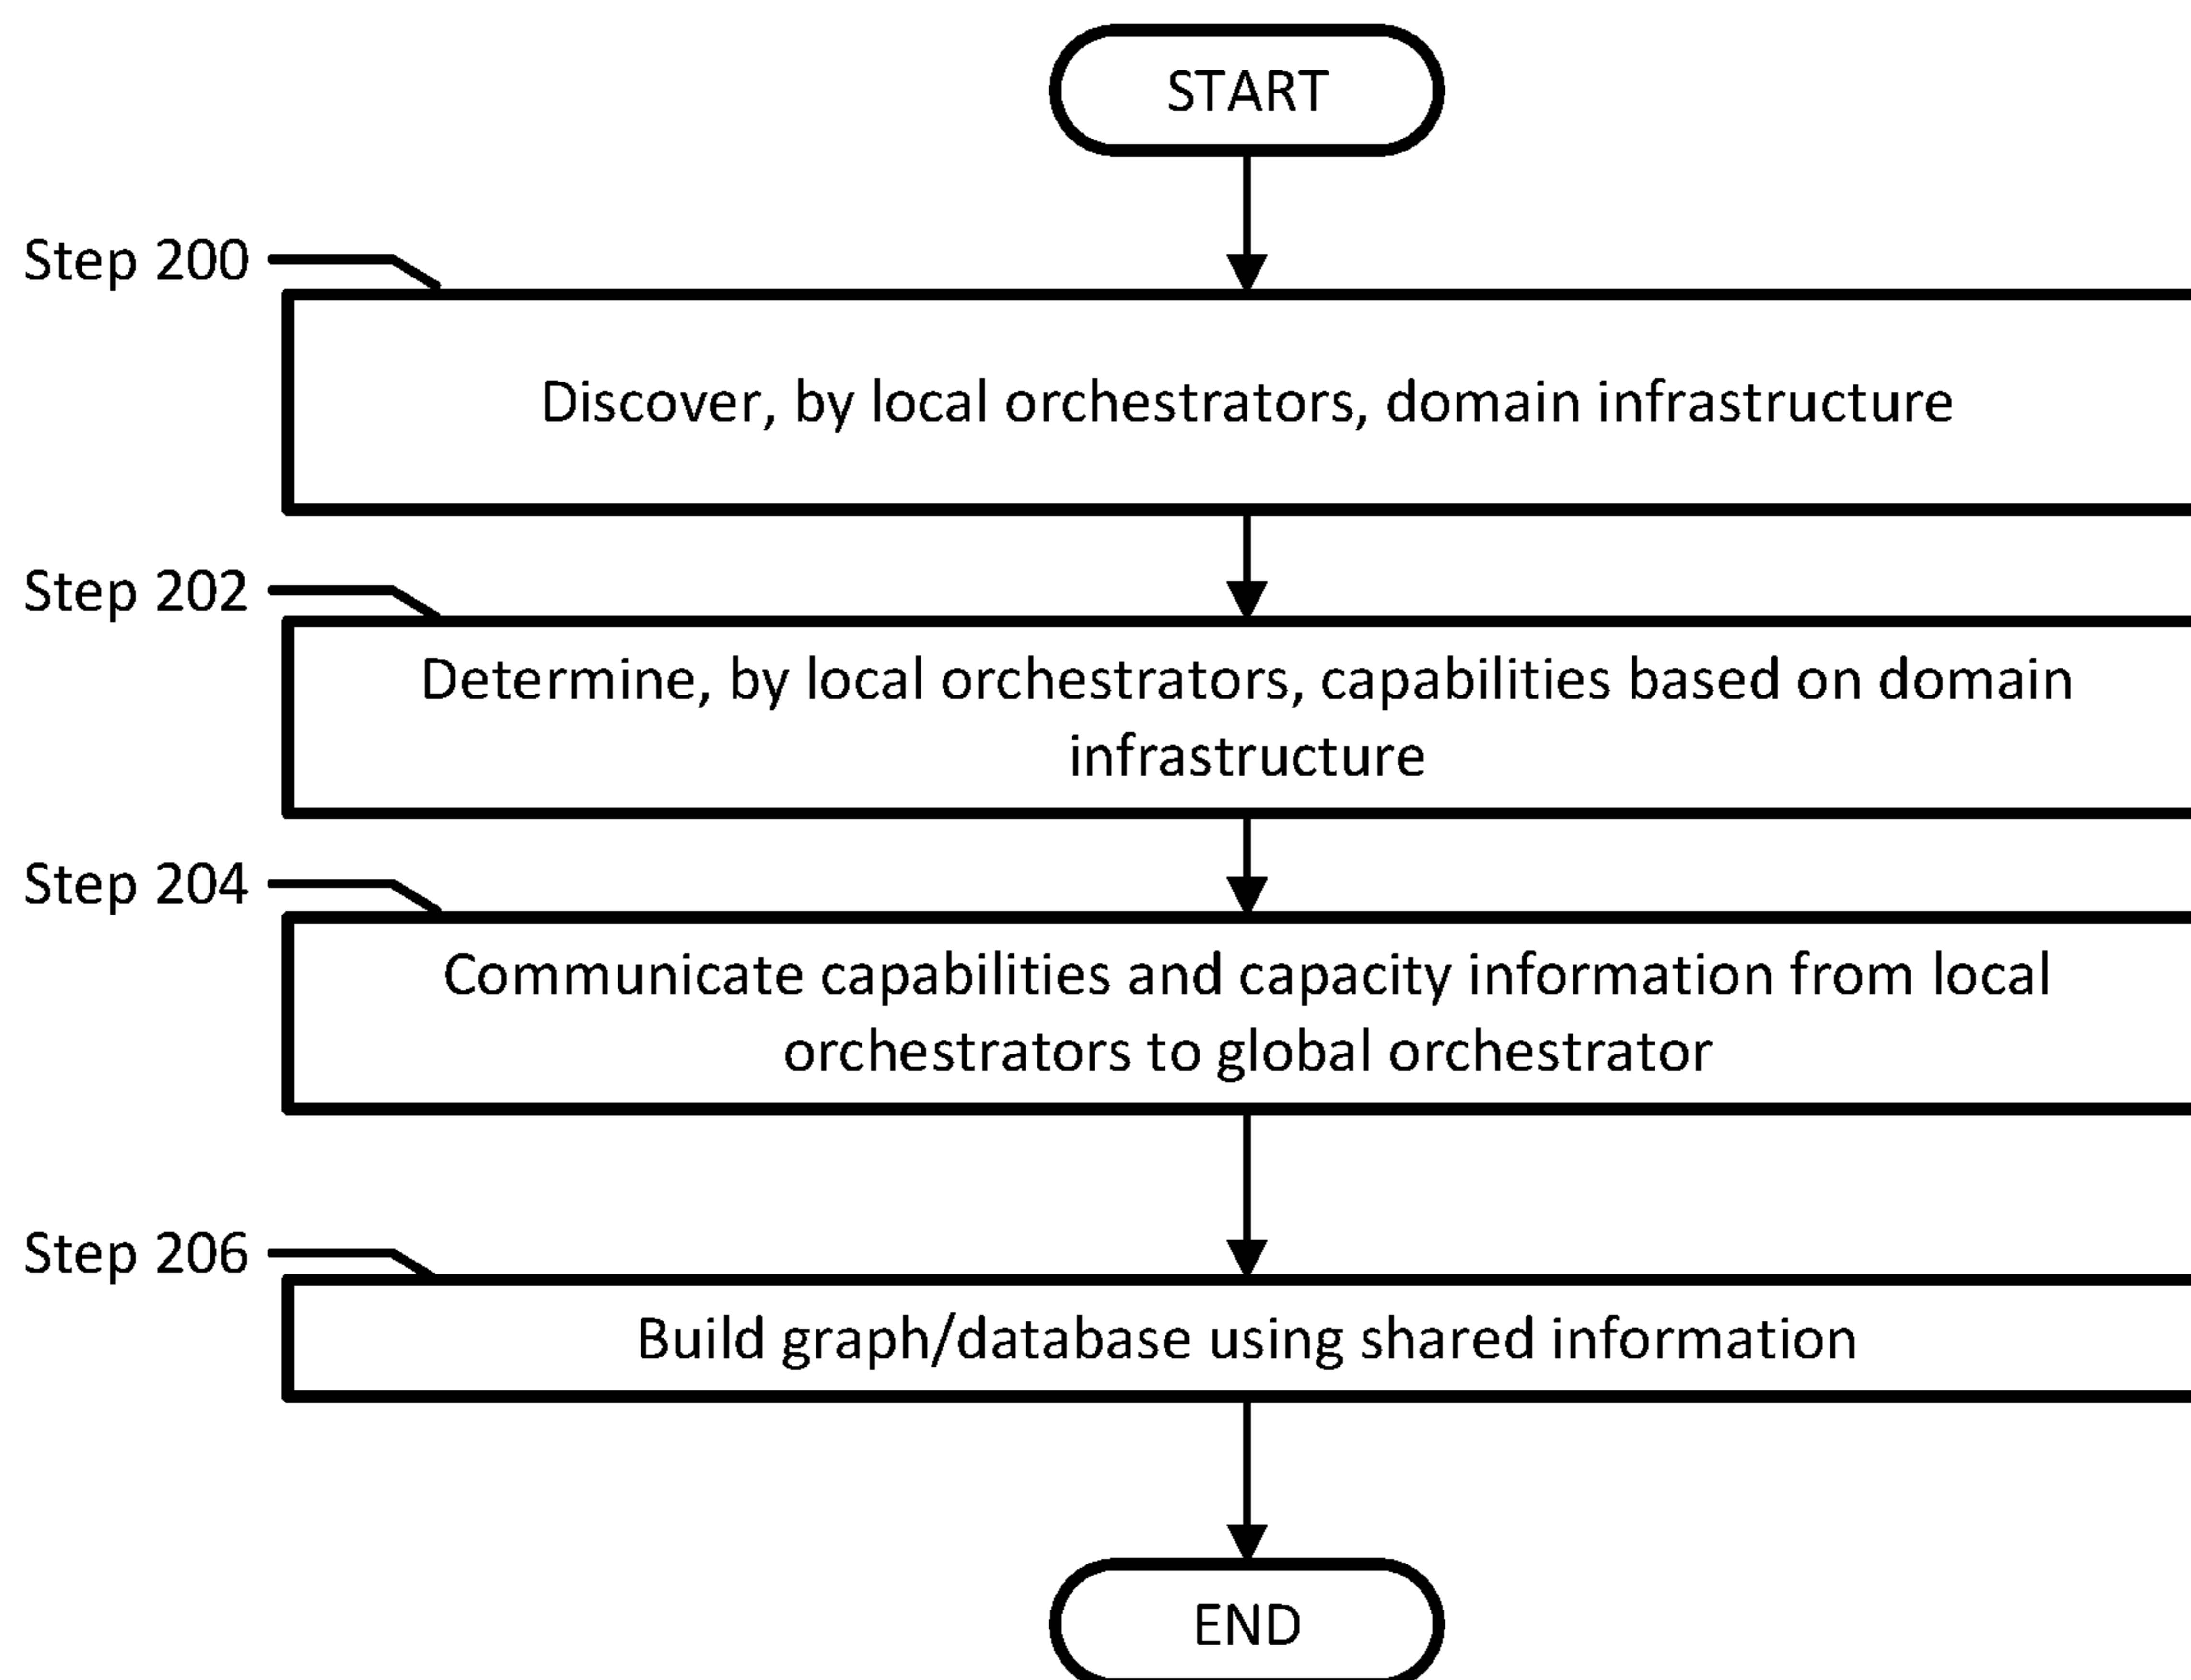 START
Step 200
Discover, by local orchestrators, domain infrastructure
Step 202
Determine, by local orchestrators, capabilities based on domain
infrastructure
Step 204
Communicate capabilities and capacity information from local
orchestrators to global orchestrator
Step 206
Build graph/database using shared information
END